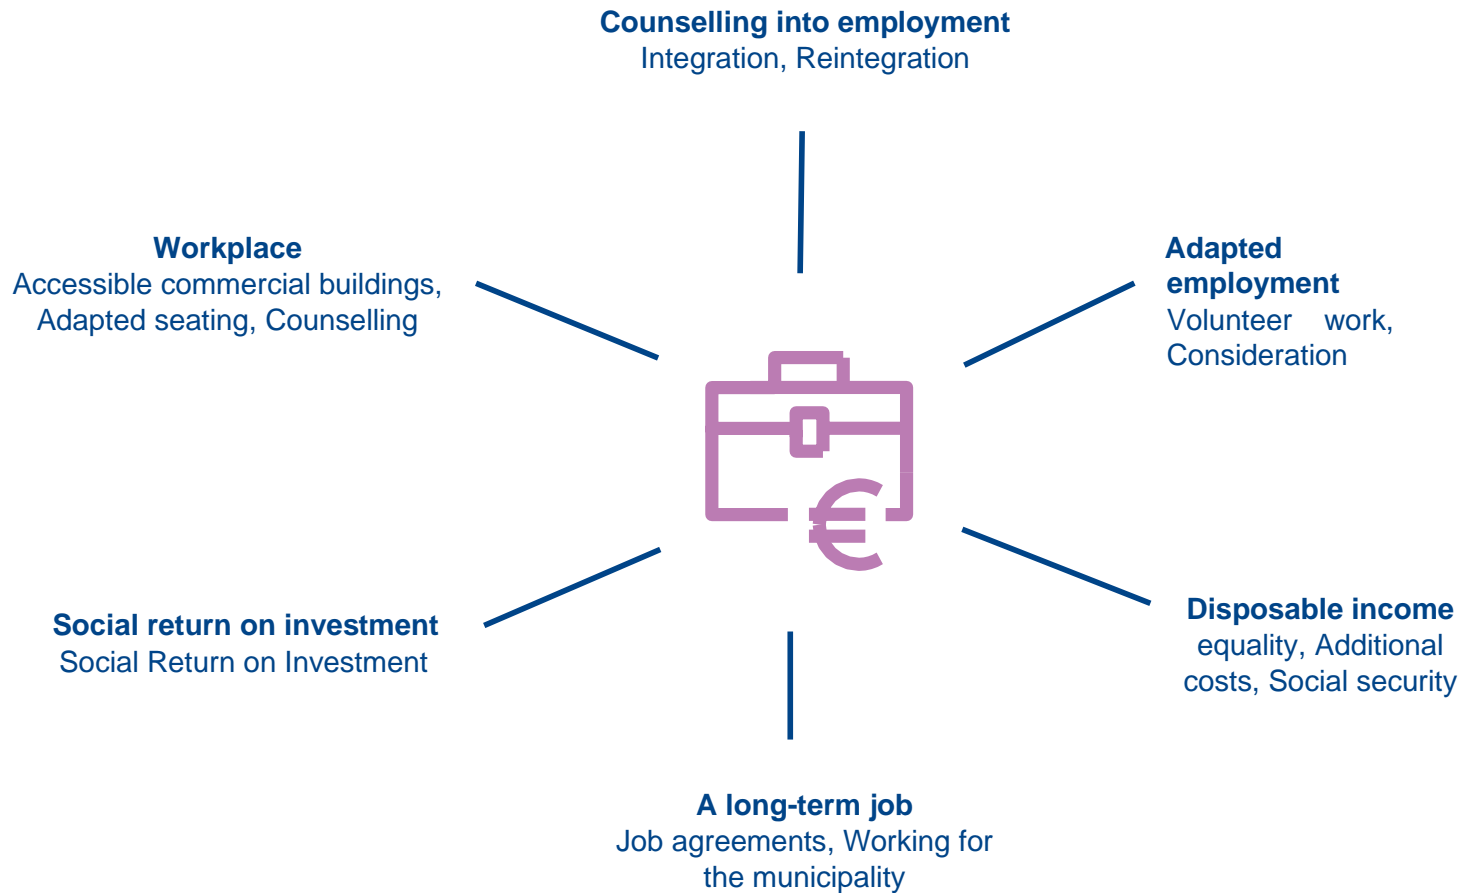 Counselling into employment
Integration, Reintegration
Workplace
Accessible commercial buildings,
Adapted seating, Counselling
Adapted
employment
Volunteer work,
Consideration
€
Social return on investment
Social Return on Investment
Disposable income
equality, Additional
costs, Social security
A long-term job
Job agreements, Working for
the municipality